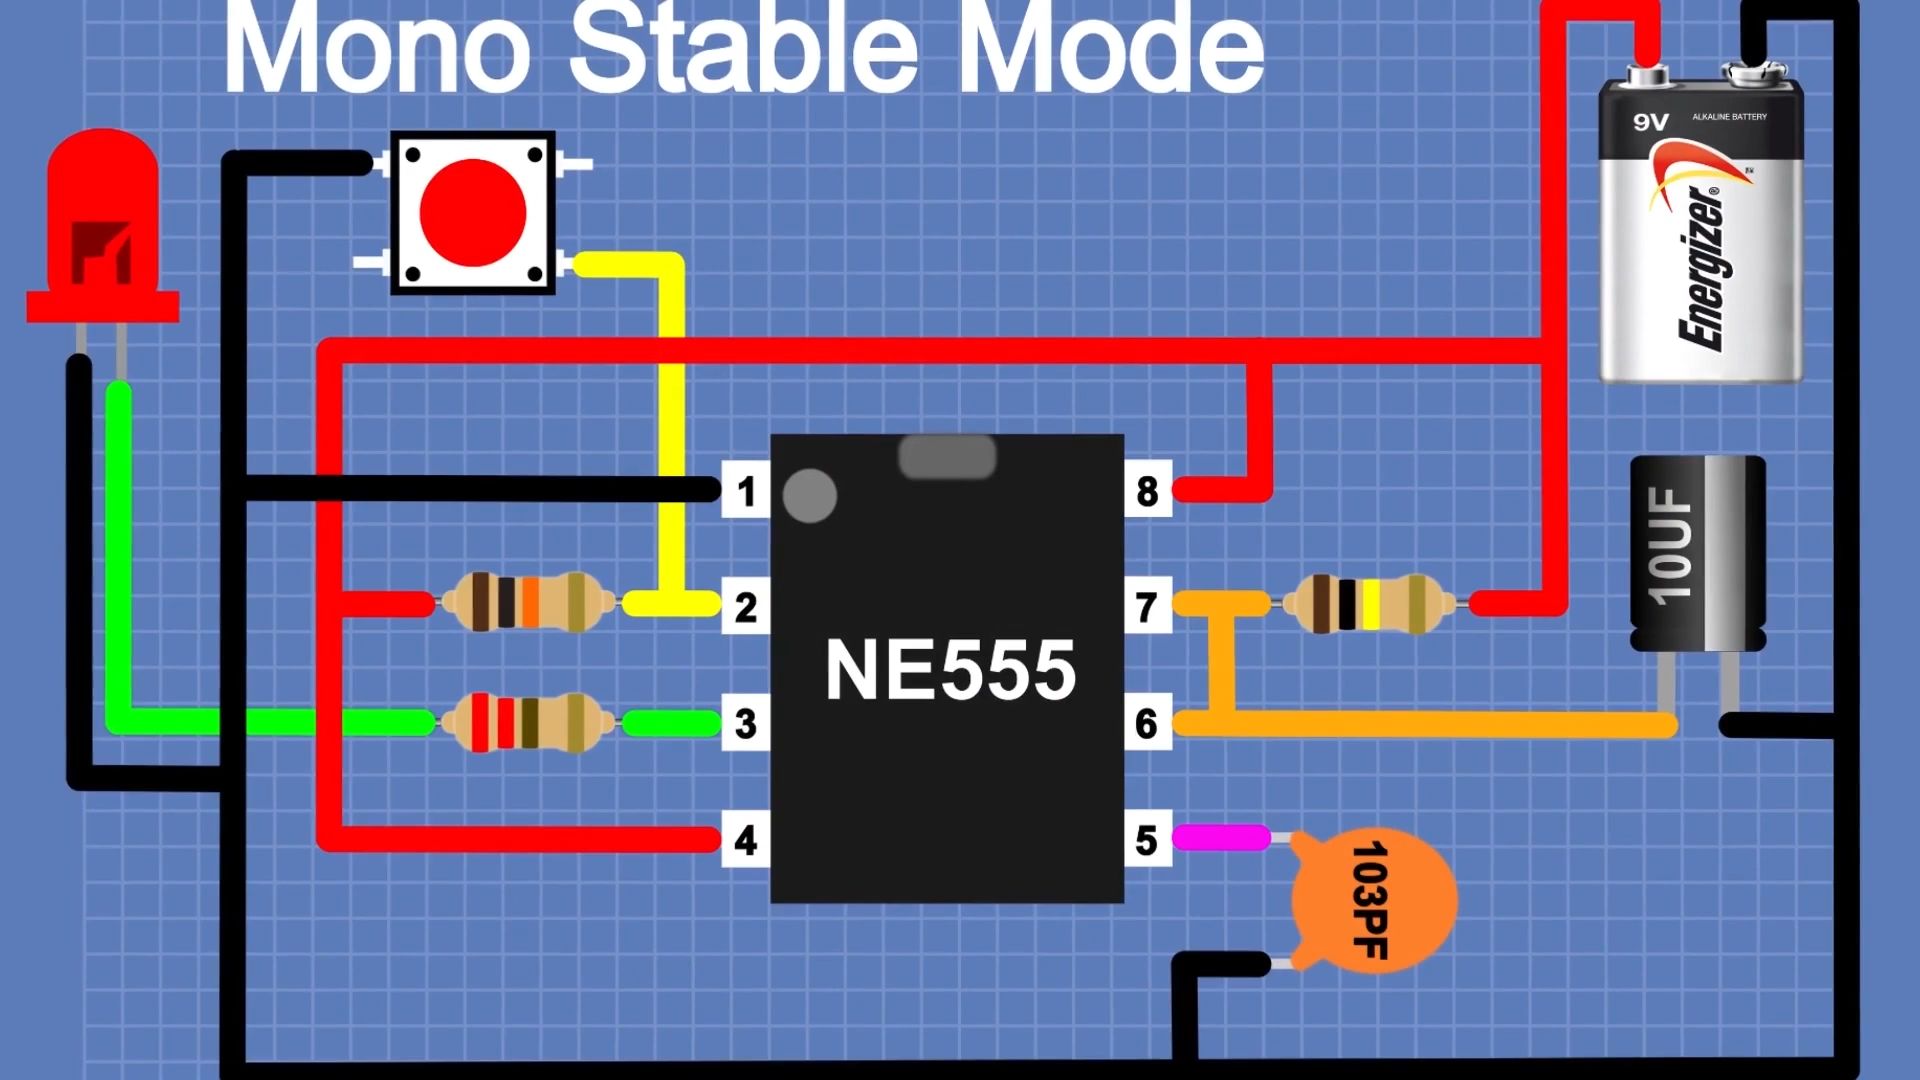 Mono Stable Mode
9V
ALKALINE BATTERY
Energizer®
1
8
2
7
NE555
3
6
4
5
10UF
103PF